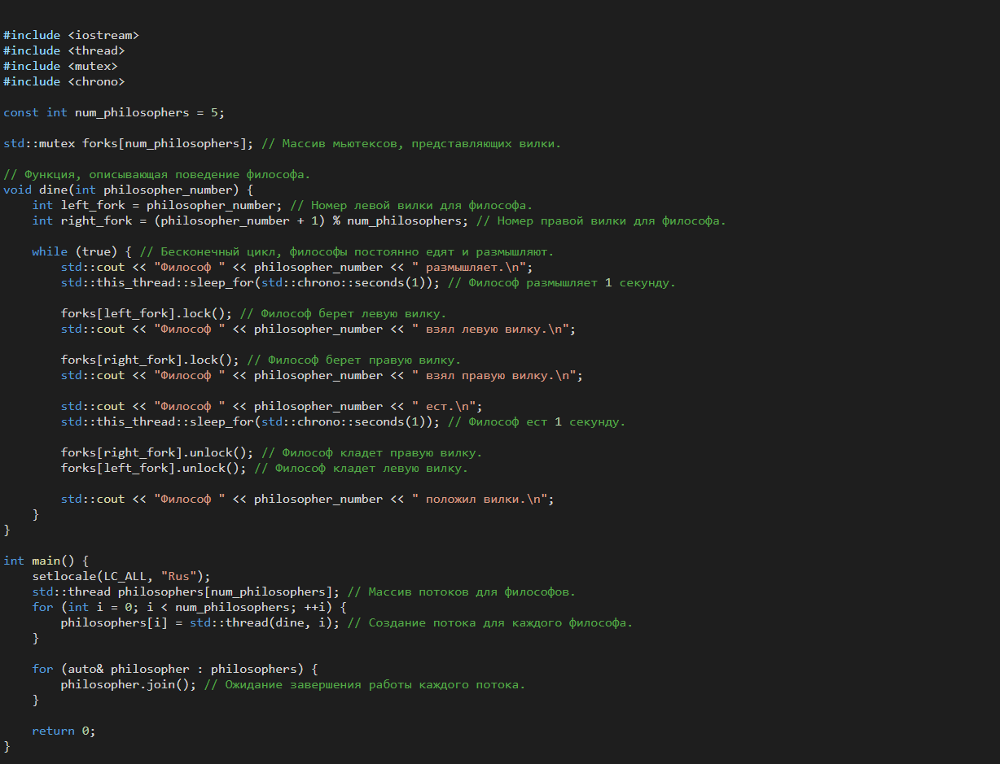 #include <iostream>
#include <thread>
#include <mutex>
#include <chrono>

const int num_philosophers = 5;

std::mutex forks[num_philosophers]; // Массив мьютексов, представляющих вилки.

// Функция, описывающая поведение философа.
void dine(int philosopher_number) {
    int left_fork = philosopher_number; // Номер левой вилки для философа.
    int right_fork = (philosopher_number + 1) % num_philosophers; // Номер правой вилки для философа.

    while (true) { // Бесконечный цикл, философы постоянно едят и размышляют.
        std::cout << "Философ " << philosopher_number << " размышляет.\n";
        std::this_thread::sleep_for(std::chrono::seconds(1)); // Философ размышляет 1 секунду.

        forks[left_fork].lock(); // Философ берет левую вилку.
        std::cout << "Философ " << philosopher_number << " взял левую вилку.\n";

        forks[right_fork].lock(); // Философ берет правую вилку.
        std::cout << "Философ " << philosopher_number << " взял правую вилку.\n";

        std::cout << "Философ " << philosopher_number << " ест.\n";
        std::this_thread::sleep_for(std::chrono::seconds(1)); // Философ ест 1 секунду.

        forks[right_fork].unlock(); // Философ кладет правую вилку.
        forks[left_fork].unlock(); // Философ кладет левую вилку.

        std::cout << "Философ " << philosopher_number << " положил вилки.\n";
    }
}

int main() {
    setlocale(LC_ALL, "Rus");
    std::thread philosophers[num_philosophers]; // Массив потоков для философов.
    for (int i = 0; i < num_philosophers; ++i) {
        philosophers[i] = std::thread(dine, i); // Создание потока для каждого философа.
    }

    for (auto& philosopher : philosophers) {
        philosopher.join(); // Ожидание завершения работы каждого потока.
    }

    return 0;
}